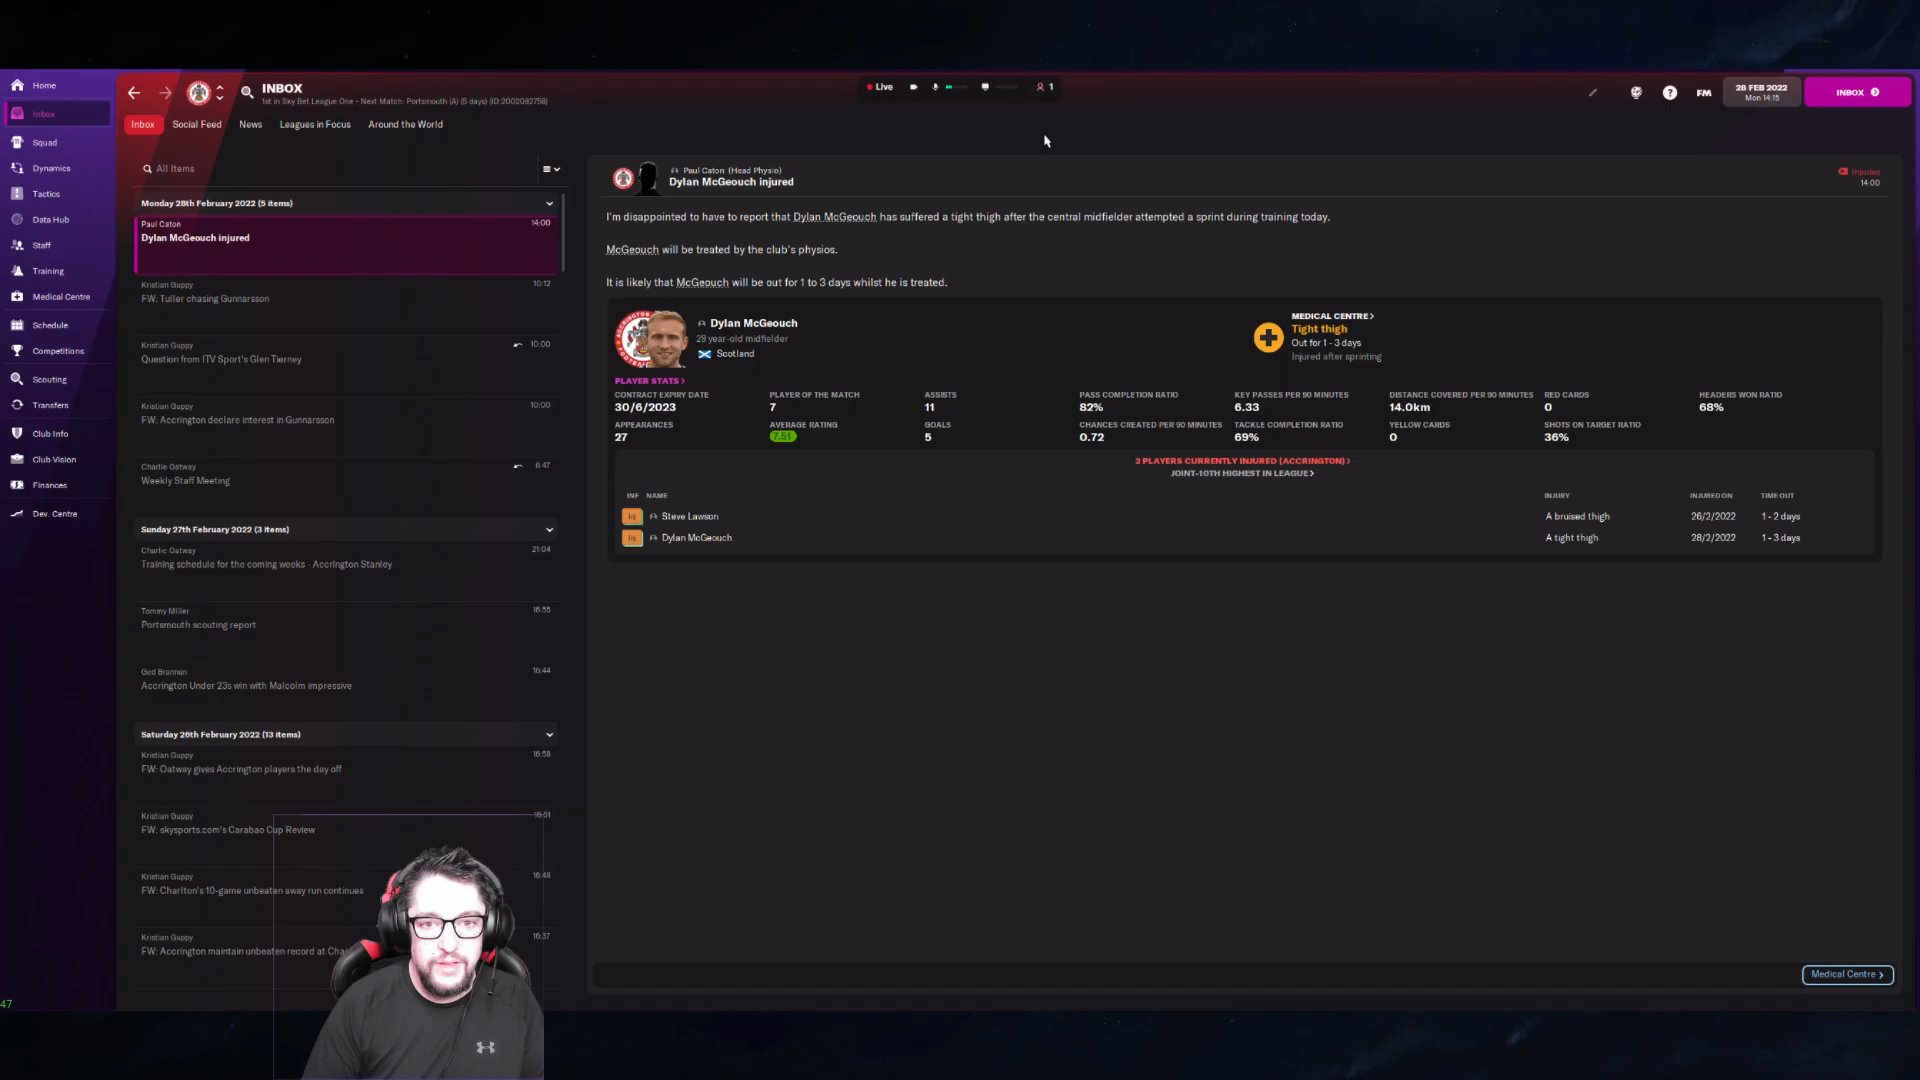 Home
Inbox
Squad
Dynamics
Tactics
Data Hub
Staff
Training
Medical Centre
Schedule
Competitions
Scouting
Transfers
Club Info
Club Vision
Finances
Dev. Centre
47
INBOX
1st in Sky Bet League One - Next Match: Portsmouth (A) (5 days) (ID:2002082758)
Live
1
FM
28 FEB 2022
Mon 14:15
INBOX
Inbox
Social Feed
News
Leagues in Focus
Around the World
All Items
Monday 28th February 2022 (5 items)
Paul Caton 14:00
Dylan McGeouch injured
Kristian Guppy 10:12
FW: Tuller chasing Gunnarsson
Kristian Guppy 10:00
Question from ITV Sport's Glen Tierney
Kristian Guppy 10:00
FW: Accrington declare interest in Gunnarsson
Charlie Oatway 8:47
Weekly Staff Meeting
Sunday 27th February 2022 (3 items)
Charlie Oatway 21:04
Training schedule for the coming weeks - Accrington Stanley
Tommy Miller 16:55
Portsmouth scouting report
Ged Brannan 16:44
Accrington Under 23s win with Malcolm impressive
Saturday 26th February 2022 (13 items)
Kristian Guppy 16:58
FW: Oatway gives Accrington players the day off
Kristian Guppy 16:51
FW: skysports.com's Carabao Cup Review
Kristian Guppy 16:48
FW: Charlton's 10-game unbeaten away run continues
Kristian Guppy 16:37
FW: Accrington maintain unbeaten record at Cha
Paul Caton (Head Physio)
Dylan McGeouch injured
Injuries
14:00
I'm disappointed to have to report that Dylan McGeouch has suffered a tight thigh after the central midfielder attempted a sprint during training today.
McGeouch will be treated by the club's physios.
It is likely that McGeouch will be out for 1 to 3 days whilst he is treated.
Dylan McGeouch
29 year-old midfielder
Scotland
MEDICAL CENTRE >
Tight thigh
Out for 1 - 3 days
Injured after sprinting
PLAYER STATS >
CONTRACT EXPIRY DATE PLAYER OF THE MATCH ASSISTS PASS COMPLETION RATIO KEY PASSES PER 90 MINUTES DISTANCE COVERED PER 90 MINUTES RED CARDS HEADERS WON RATIO
30/6/2023 7 11 82% 6.33 14.0km 0 68%
APPEARANCES AVERAGE RATING GOALS CHANCES CREATED PER 90 MINUTES TACKLE COMPLETION RATIO YELLOW CARDS SHOTS ON TARGET RATIO
27 7.51 5 0.72 69% 0 36%
2 PLAYERS CURRENTLY INJURED (ACCRINGTON) >
JOINT-10TH HIGHEST IN LEAGUE >
INF NAME INJURY INJURED ON TIME OUT
Inj Steve Lawson A bruised thigh 26/2/2022 1 - 2 days
Inj Dylan McGeouch A tight thigh 28/2/2022 1 - 3 days
Medical Centre >